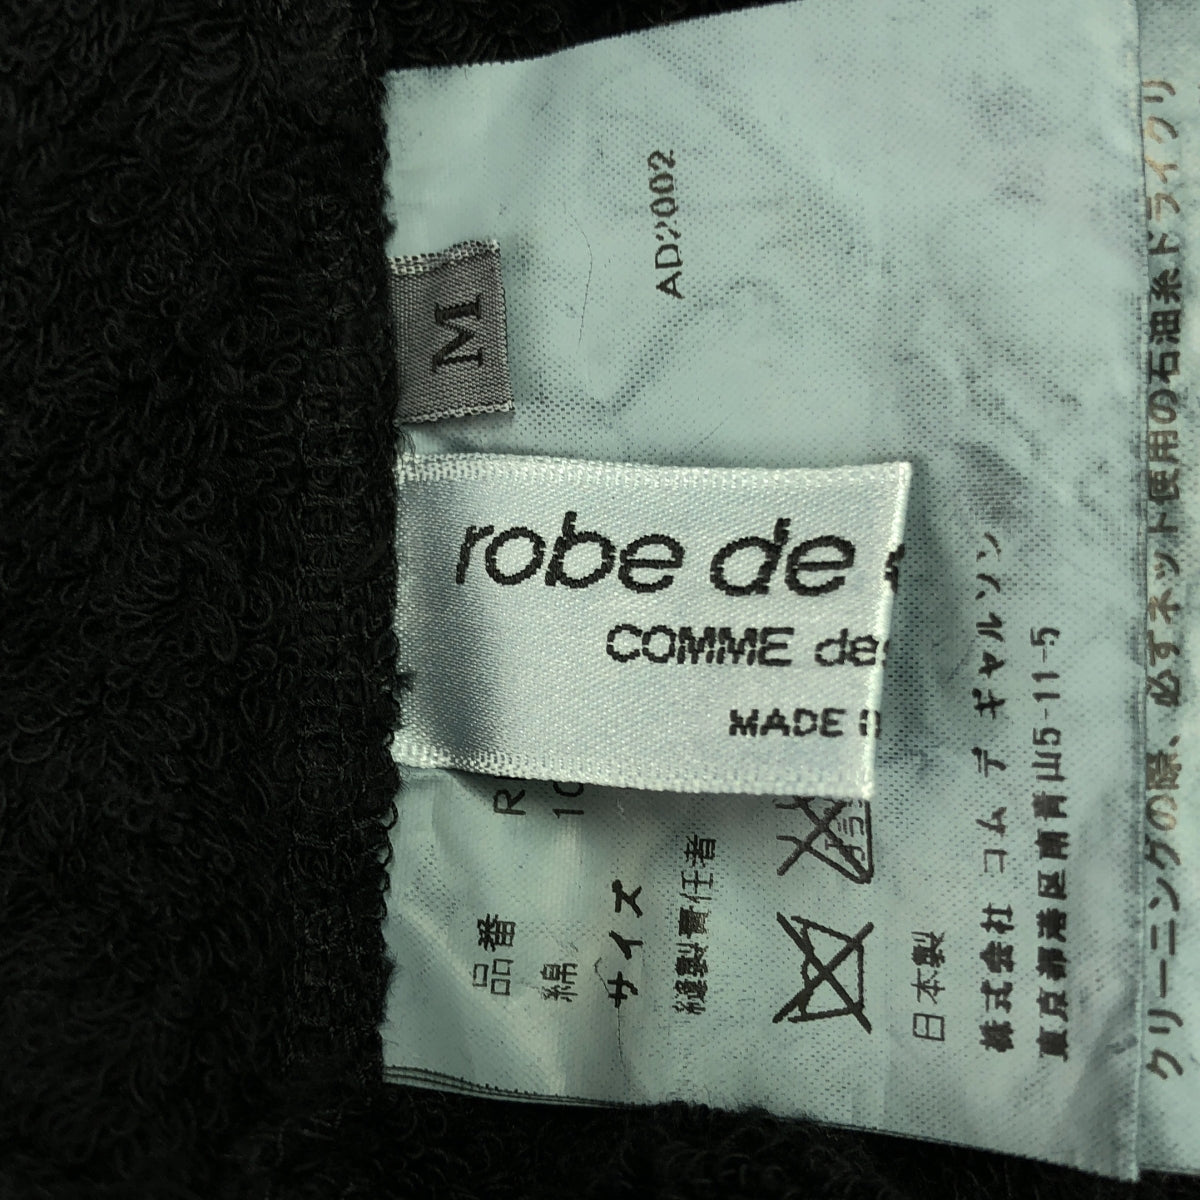 AD2002
M
robe de
COMME des
MADE
品番 R
綿 10
サイズ
縫製責任者
日本製
株式会社 コム デ ギャルソン
東京都港区南青山5-11-5
クリーニングの際、必ずネット使用の石油系ドライクリ